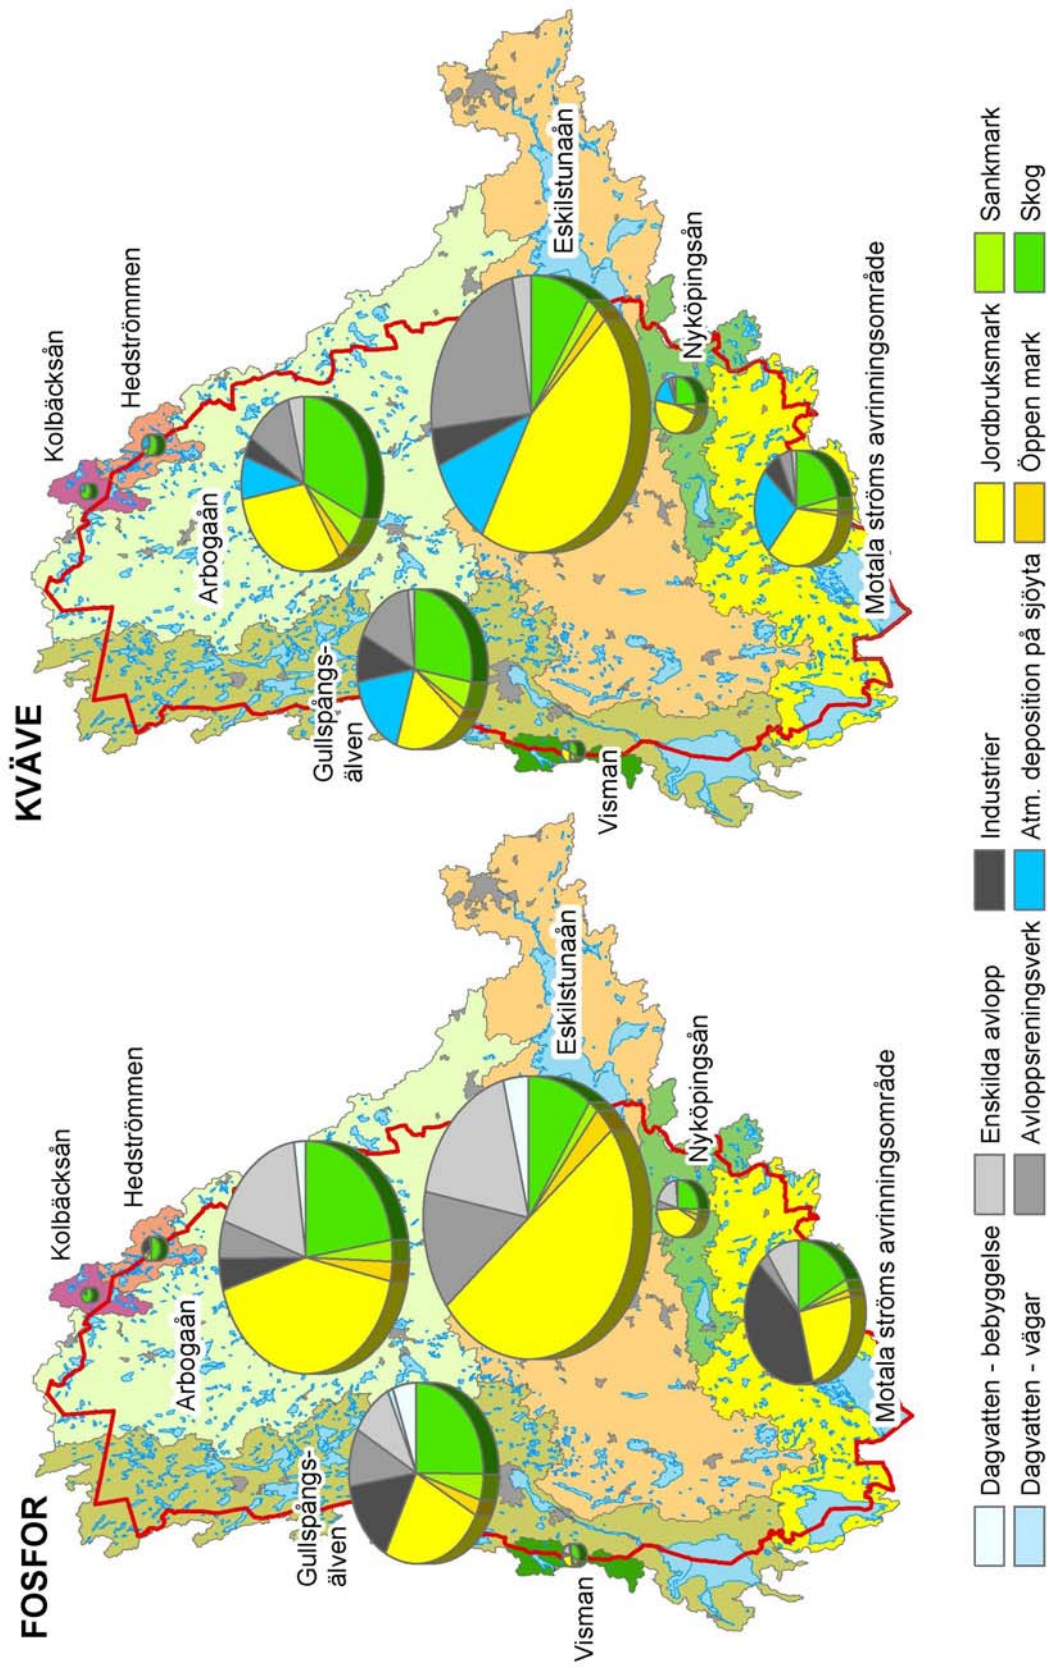 FOSFOR
Kolbäcksån
Hedströmmen
Arbogaån
Gullspångs-
älven
Eskilstunaån
Visman
Nyköpingsån
Motala ströms avrinningsområde
KVÄVE
Kolbäcksån
Hedströmmen
Arbogaån
Gullspångs-
älven
Eskilstunaån
Visman
Nyköpingsån
Motala ströms avrinningsområde
Dagvatten - bebyggelse
Dagvatten - vägar
Enskilda avlopp
Avloppsreningsverk
Industrier
Atm. deposition på sjöyta
Jordbruksmark
Öppen mark
Sankmark
Skog